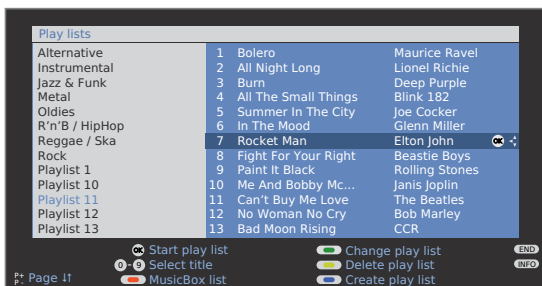 Play lists
Alternative 1 Bolero Maurice Ravel
Instrumental 2 All Night Long Lionel Richie
Jazz & Funk 3 Burn Deep Purple
Metal 4 All The Small Things Blink 182
Oldies 5 Summer In The City Joe Cocker
R'n'B / HipHop 6 In The Mood Glenn Miller
Reggae / Ska 7 Rocket Man Elton John OK
Rock 8 Fight For Your Right Beastie Boys
Playlist 1 9 Paint It Black Rolling Stones
Playlist 10 10 Me And Bobby Mc... Janis Joplin
Playlist 11 11 Can't Buy Me Love The Beatles
Playlist 12 12 No Woman No Cry Bob Marley
Playlist 13 13 Bad Moon Rising CCR
OK Start play list Change play list END
0-9 Select title Delete play list INFO
P+ P- Page ↓↑ MusicBox list Create play list